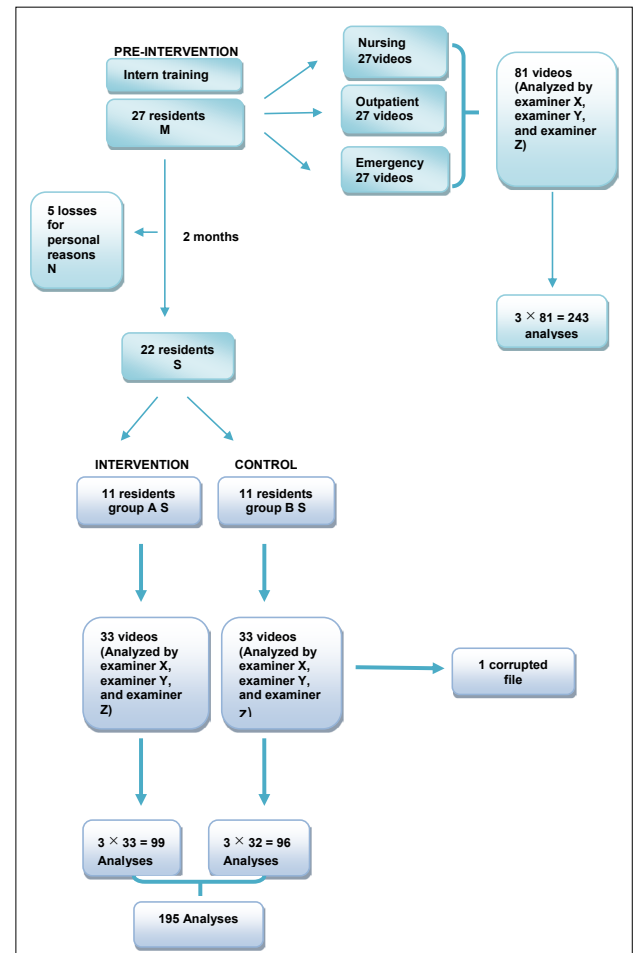 PRE-INTERVENTION
Intern training
27 residents
M
Nursing
27videos
Outpatient
27 videos
Emergency
27 videos
81 videos
(Analyzed by
examiner X,
examiner Y,
and examiner
Z)
5 losses
for
personal
reasons
N
2 months
3 × 81 = 243
analyses
22 residents
S
INTERVENTION
11 residents
group A S
CONTROL
11 residents
group B S
33 videos
(Analyzed by
examiner X,
examiner Y,
and examiner
Z)
33 videos
(Analyzed by
examiner X,
examiner Y,
and examiner
Z)
1 corrupted
file
3 × 33 = 99
Analyses
3 × 32 = 96
Analyses
195 Analyses